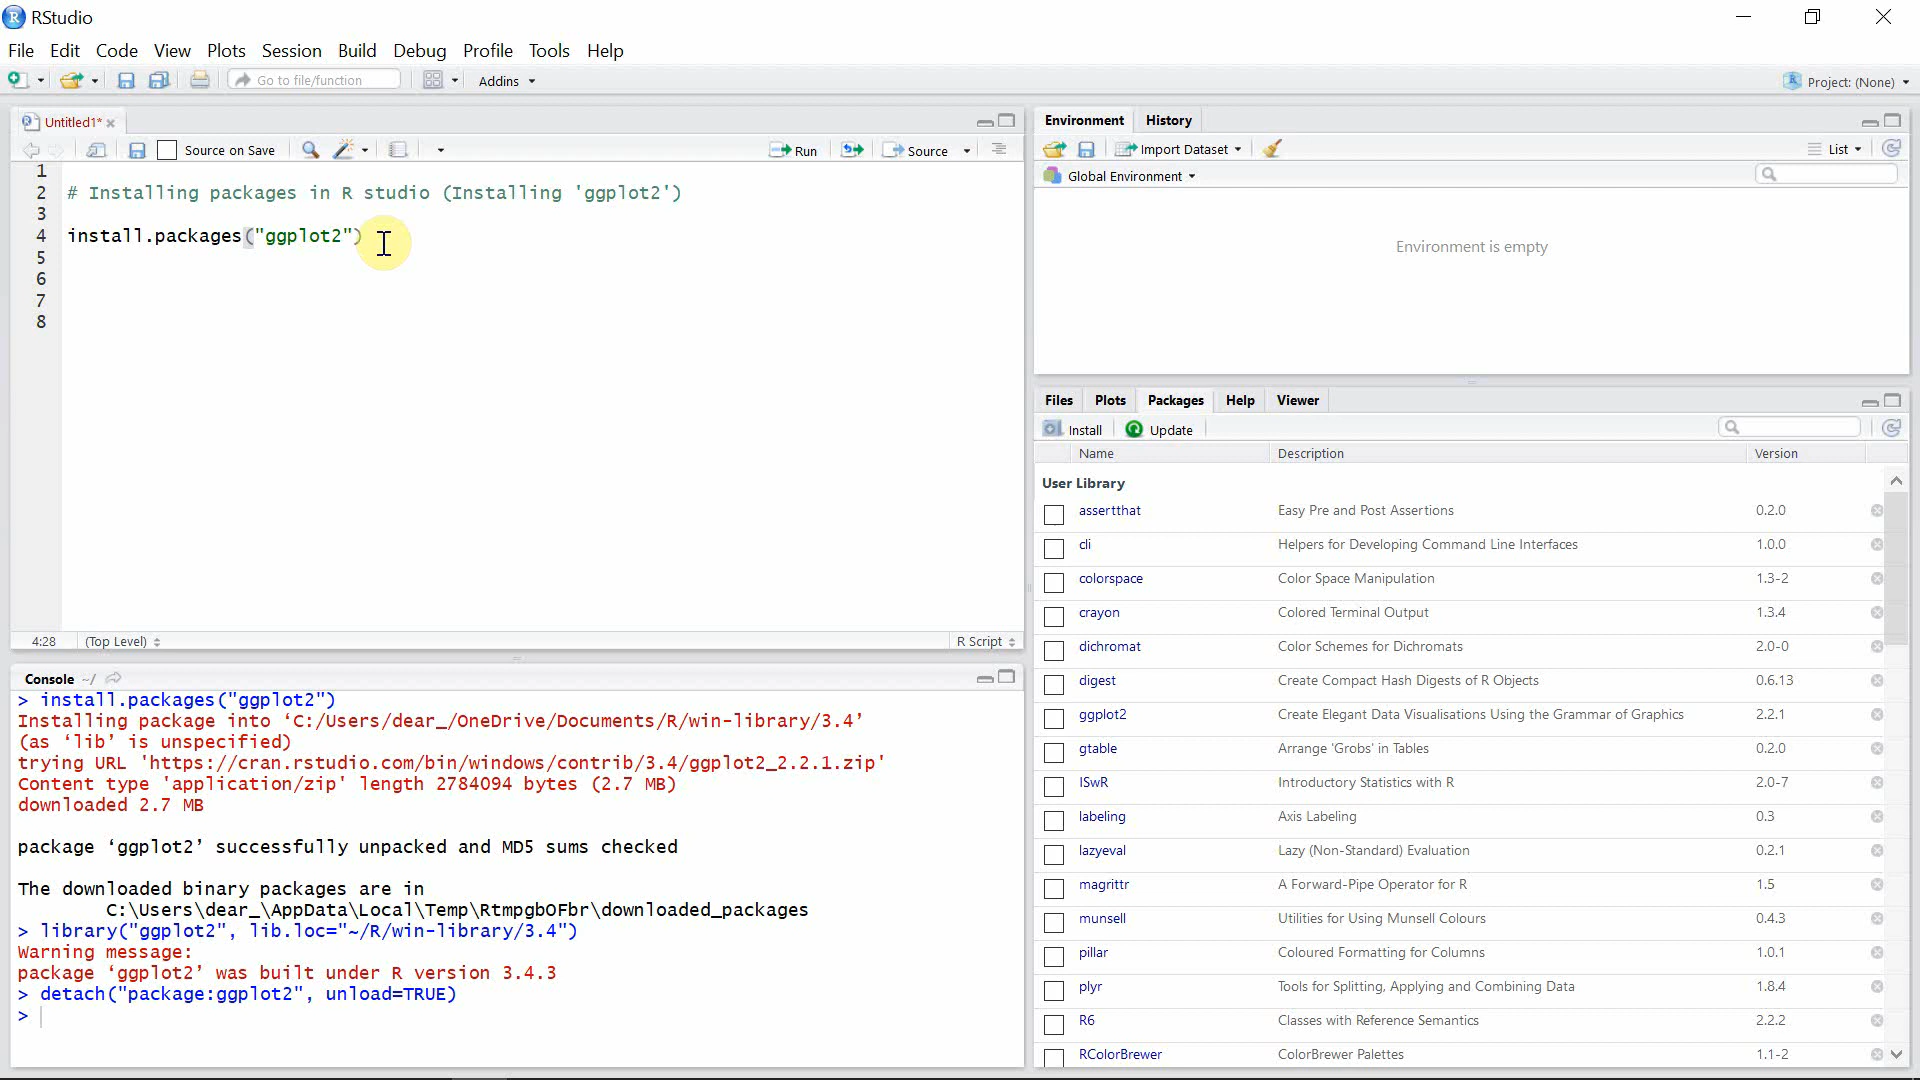 RStudio
File Edit Code View Plots Session Build Debug Profile Tools Help
Go to file/function Addins Project: (None)
Untitled1*
Source on Save Run Source
1
2 # Installing packages in R studio (Installing 'ggplot2')
3
4 install.packages("ggplot2")
5
6
7
8
4:28 (Top Level) R Script
Console ~/
> install.packages("ggplot2")
Installing package into ‘C:/Users/dear_/OneDrive/Documents/R/win-library/3.4’
(as ‘lib’ is unspecified)
trying URL 'https://cran.rstudio.com/bin/windows/contrib/3.4/ggplot2_2.2.1.zip'
Content type 'application/zip' length 2784094 bytes (2.7 MB)
downloaded 2.7 MB
package ‘ggplot2’ successfully unpacked and MD5 sums checked
The downloaded binary packages are in
C:\Users\dear_\AppData\Local\Temp\RtmpgbOFbr\downloaded_packages
> library("ggplot2", lib.loc="~/R/win-library/3.4")
Warning message:
package ‘ggplot2’ was built under R version 3.4.3
> detach("package:ggplot2", unload=TRUE)
>
Environment History
Import Dataset List
Global Environment
Environment is empty
Files Plots Packages Help Viewer
Install Update
Name Description Version
User Library
assertthat Easy Pre and Post Assertions 0.2.0
cli Helpers for Developing Command Line Interfaces 1.0.0
colorspace Color Space Manipulation 1.3-2
crayon Colored Terminal Output 1.3.4
dichromat Color Schemes for Dichromats 2.0-0
digest Create Compact Hash Digests of R Objects 0.6.13
ggplot2 Create Elegant Data Visualisations Using the Grammar of Graphics 2.2.1
gtable Arrange 'Grobs' in Tables 0.2.0
ISwR Introductory Statistics with R 2.0-7
labeling Axis Labeling 0.3
lazyeval Lazy (Non-Standard) Evaluation 0.2.1
magrittr A Forward-Pipe Operator for R 1.5
munsell Utilities for Using Munsell Colours 0.4.3
pillar Coloured Formatting for Columns 1.0.1
plyr Tools for Splitting, Applying and Combining Data 1.8.4
R6 Classes with Reference Semantics 2.2.2
RColorBrewer ColorBrewer Palettes 1.1-2